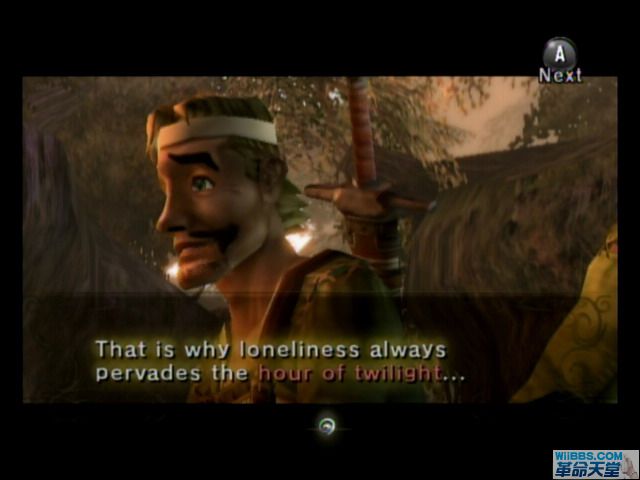 A
Next
That is why loneliness always
pervades the hour of twilight...
WiiBBS.COM
革命天堂